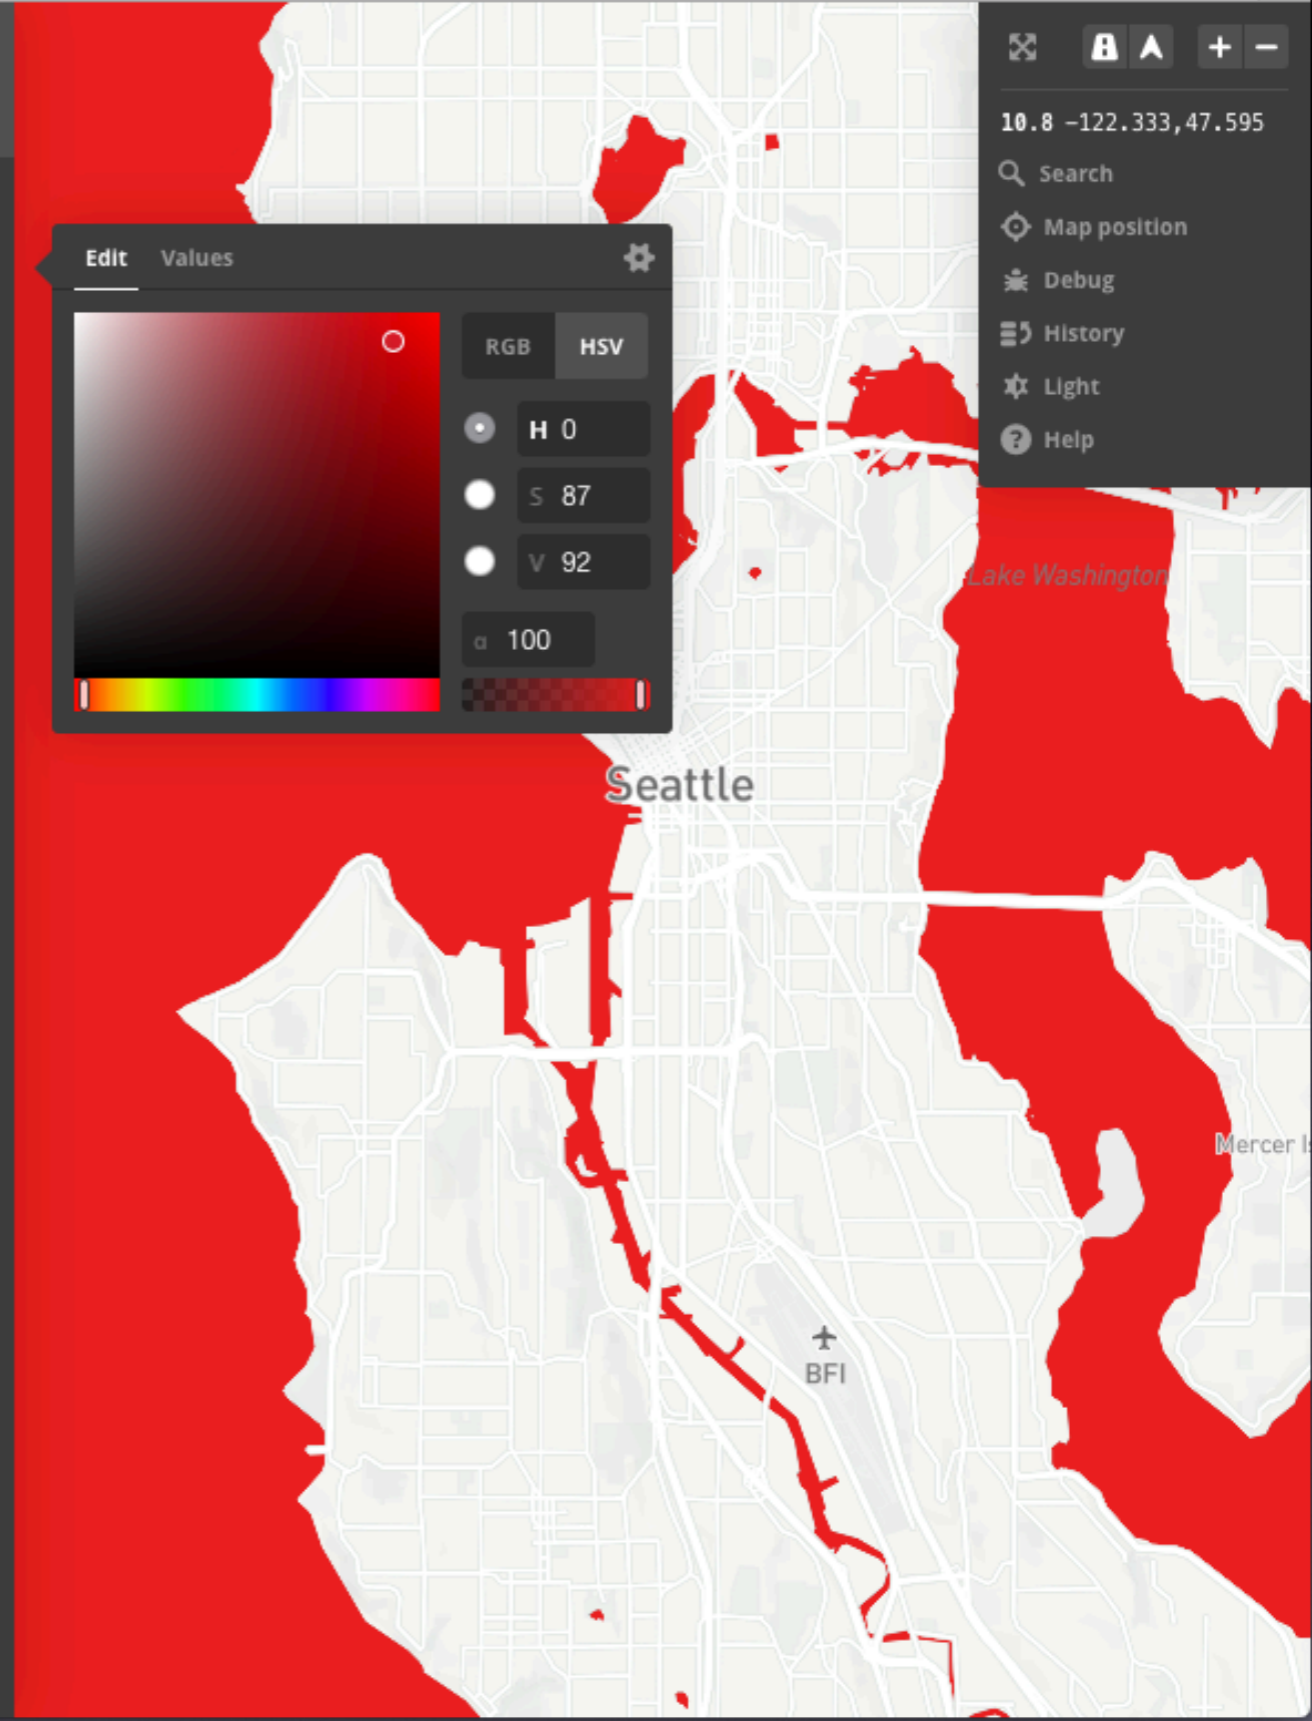 10.8 −122.333,47.595
Search
Map position
Debug
History
Light
Help
Edit Values
RGB HSV
H 0
S 87
V 92
α 100
Lake Washington
Seattle
Mercer Is
BFI